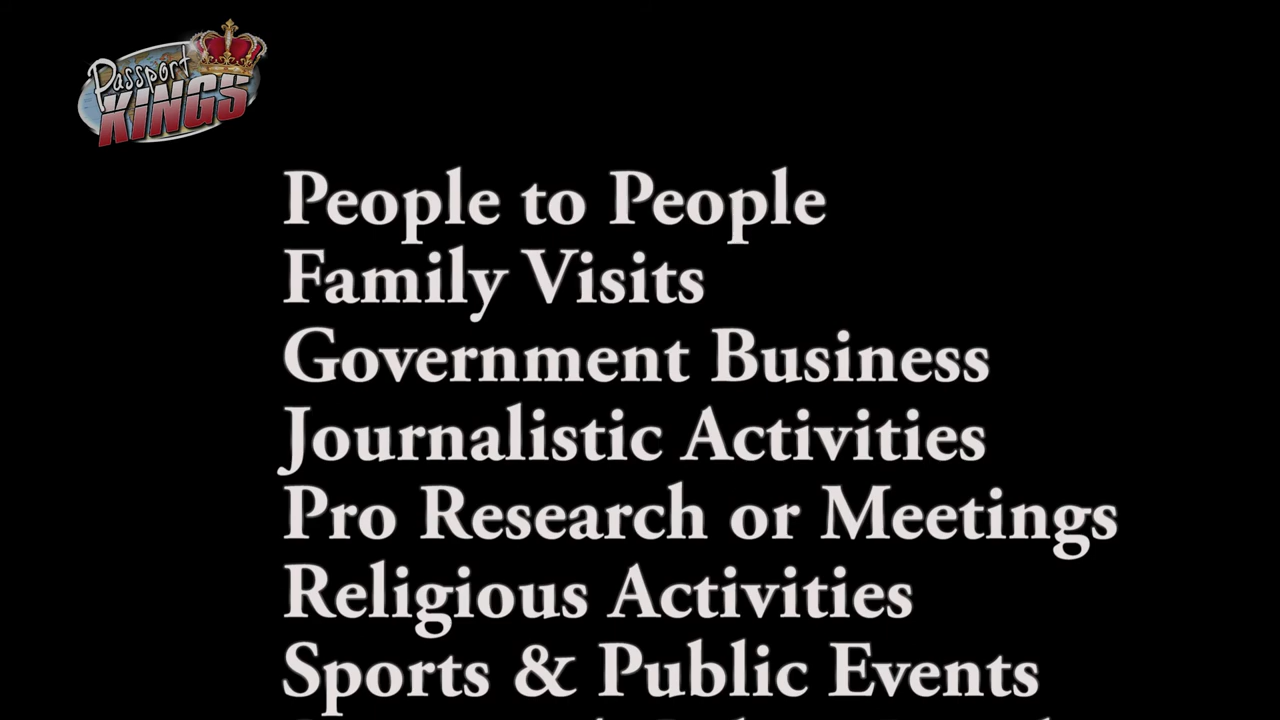 Passport
KINGS
People to People
Family Visits
Government Business
Journalistic Activities
Pro Research or Meetings
Religious Activities
Sports & Public Events